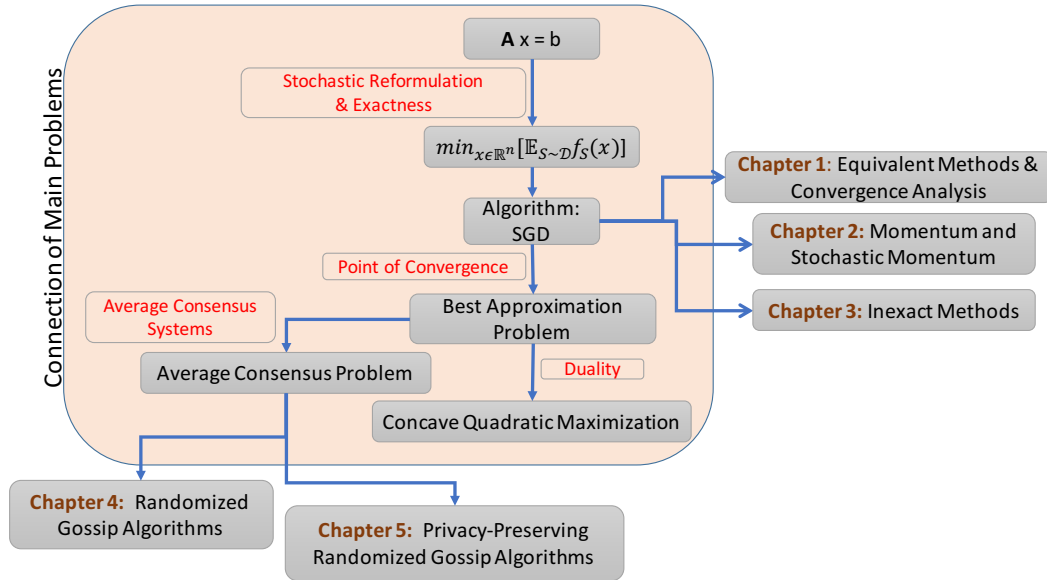 Connection of Main Problems
A x = b
Stochastic Reformulation
& Exactness
min_{x∈ℝⁿ}[𝔼_{S~𝒟} f_S(x)]
Algorithm:
SGD
Chapter 1: Equivalent Methods &
Convergence Analysis
Chapter 2: Momentum and
Stochastic Momentum
Chapter 3: Inexact Methods
Point of Convergence
Best Approximation
Problem
Average Consensus
Systems
Duality
Average Consensus Problem
Concave Quadratic Maximization
Chapter 4: Randomized
Gossip Algorithms
Chapter 5: Privacy-Preserving
Randomized Gossip Algorithms